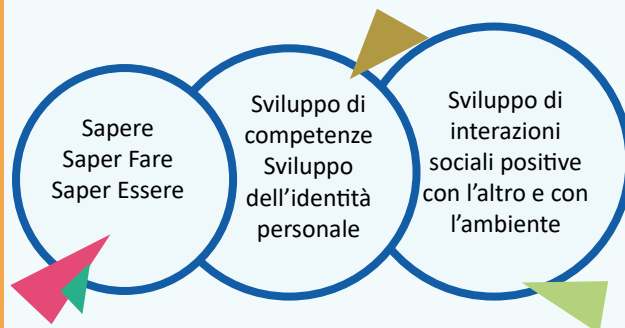 Sapere
Saper Fare
Saper Essere
Sviluppo di
competenze
Sviluppo
dell’identità
personale
Sviluppo di
interazioni
sociali positive
con l’altro e con
l’ambiente